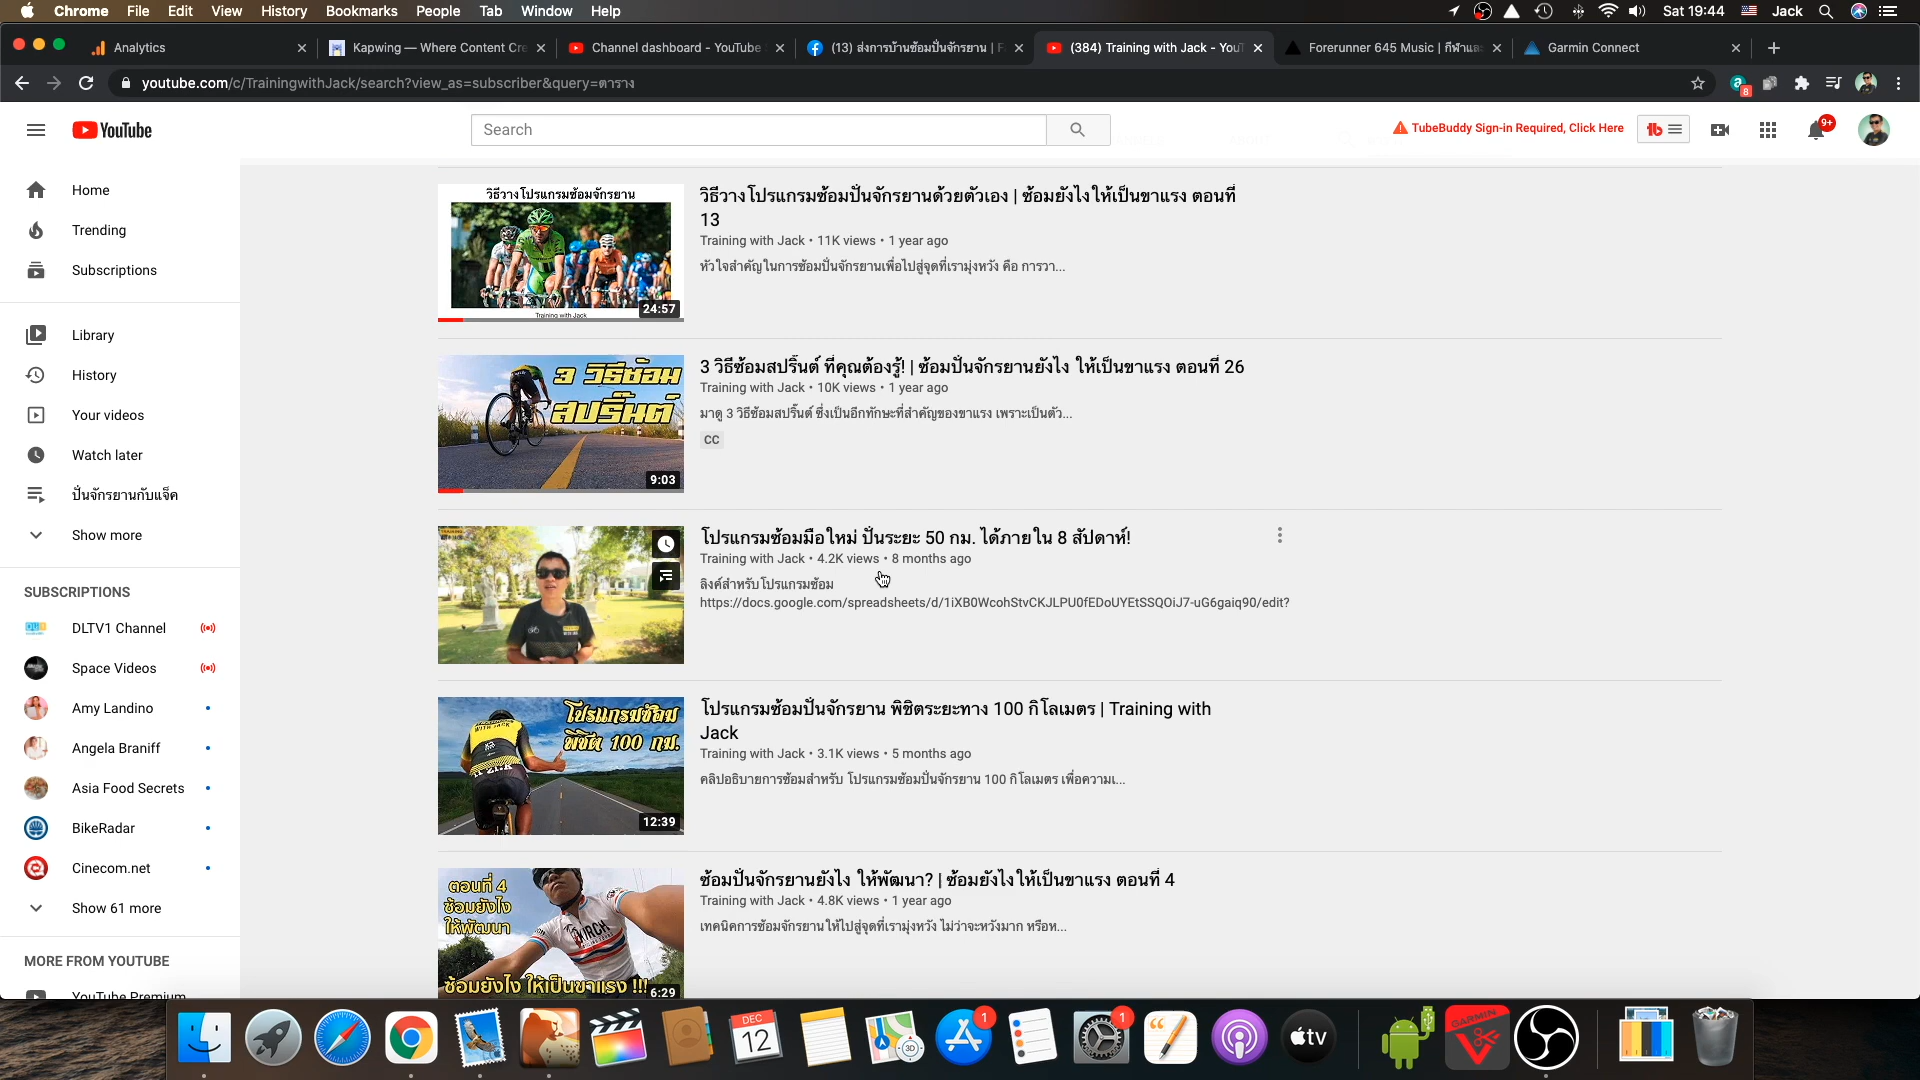 Chrome File Edit View History Bookmarks People Tab Window Help
Sat 19:44 Jack
Analytics
Kapwing — Where Content Cre
Channel dashboard - YouTube
(13) ส่งการบ้านซ้อมปั่นจักรยาน | F
(384) Training with Jack - YouT
Forerunner 645 Music | กีฬาและ
Garmin Connect
youtube.com/c/TrainingwithJack/search?view_as=subscriber&query=ตาราง
8
YouTube
Search
TubeBuddy Sign-in Required, Click Here
tb
9+
Home
Trending
Subscriptions
Library
History
Your videos
Watch later
ปั่นจักรยานกับแจ็ค
Show more
SUBSCRIPTIONS
DLTV1 Channel
Space Videos
Amy Landino
Angela Braniff
Asia Food Secrets
BikeRadar
Cinecom.net
Show 61 more
MORE FROM YOUTUBE
YouTube Premium
วิธีวางโปรแกรมซ้อมจักรยาน
Training with Jack
24:57
วิธีวางโปรแกรมซ้อมปั่นจักรยานด้วยตัวเอง | ซ้อมยังไงให้เป็นขาแรง ตอนที่
13
Training with Jack • 11K views • 1 year ago
หัวใจสำคัญในการซ้อมปั่นจักรยานเพื่อไปสู่จุดที่เรามุ่งหวัง คือ การวา...
3 วิธีซ้อม
สปริ้นต์
9:03
3 วิธีซ้อมสปริ้นต์ ที่คุณต้องรู้! | ซ้อมปั่นจักรยานยังไง ให้เป็นขาแรง ตอนที่ 26
Training with Jack • 10K views • 1 year ago
มาดู 3 วิธีซ้อมสปริ้นต์ ซึ่งเป็นอีกทักษะที่สำคัญของขาแรง เพราะเป็นตัว...
CC
โปรแกรมซ้อมมือใหม่ ปั่นระยะ 50 กม. ได้ภายใน 8 สัปดาห์!
Training with Jack • 4.2K views • 8 months ago
ลิงค์สำหรับโปรแกรมซ้อม
https://docs.google.com/spreadsheets/d/1iXB0WcohStvCKJLPU0fEDoUYEtSSQOiJ7-uG6gaiq90/edit?
โปรแกรมซ้อม
พิชิต 100 กม.
12:39
โปรแกรมซ้อมปั่นจักรยาน พิชิตระยะทาง 100 กิโลเมตร | Training with
Jack
Training with Jack • 3.1K views • 5 months ago
คลิปอธิบายการซ้อมสำหรับ โปรแกรมซ้อมปั่นจักรยาน 100 กิโลเมตร เพื่อความเ...
ตอนที่ 4
ซ้อมยังไง
ให้พัฒนา
KIRCH
ซ้อมยังไง ให้เป็นขาแรง !!!
6:29
ซ้อมปั่นจักรยานยังไง ให้พัฒนา? | ซ้อมยังไงให้เป็นขาแรง ตอนที่ 4
Training with Jack • 4.8K views • 1 year ago
เทคนิคการซ้อมจักรยานให้ไปสู่จุดที่เรามุ่งหวัง ไม่ว่าจะหวังมาก หรือห...
DEC
12
3D
1
1
tv
GARMIN